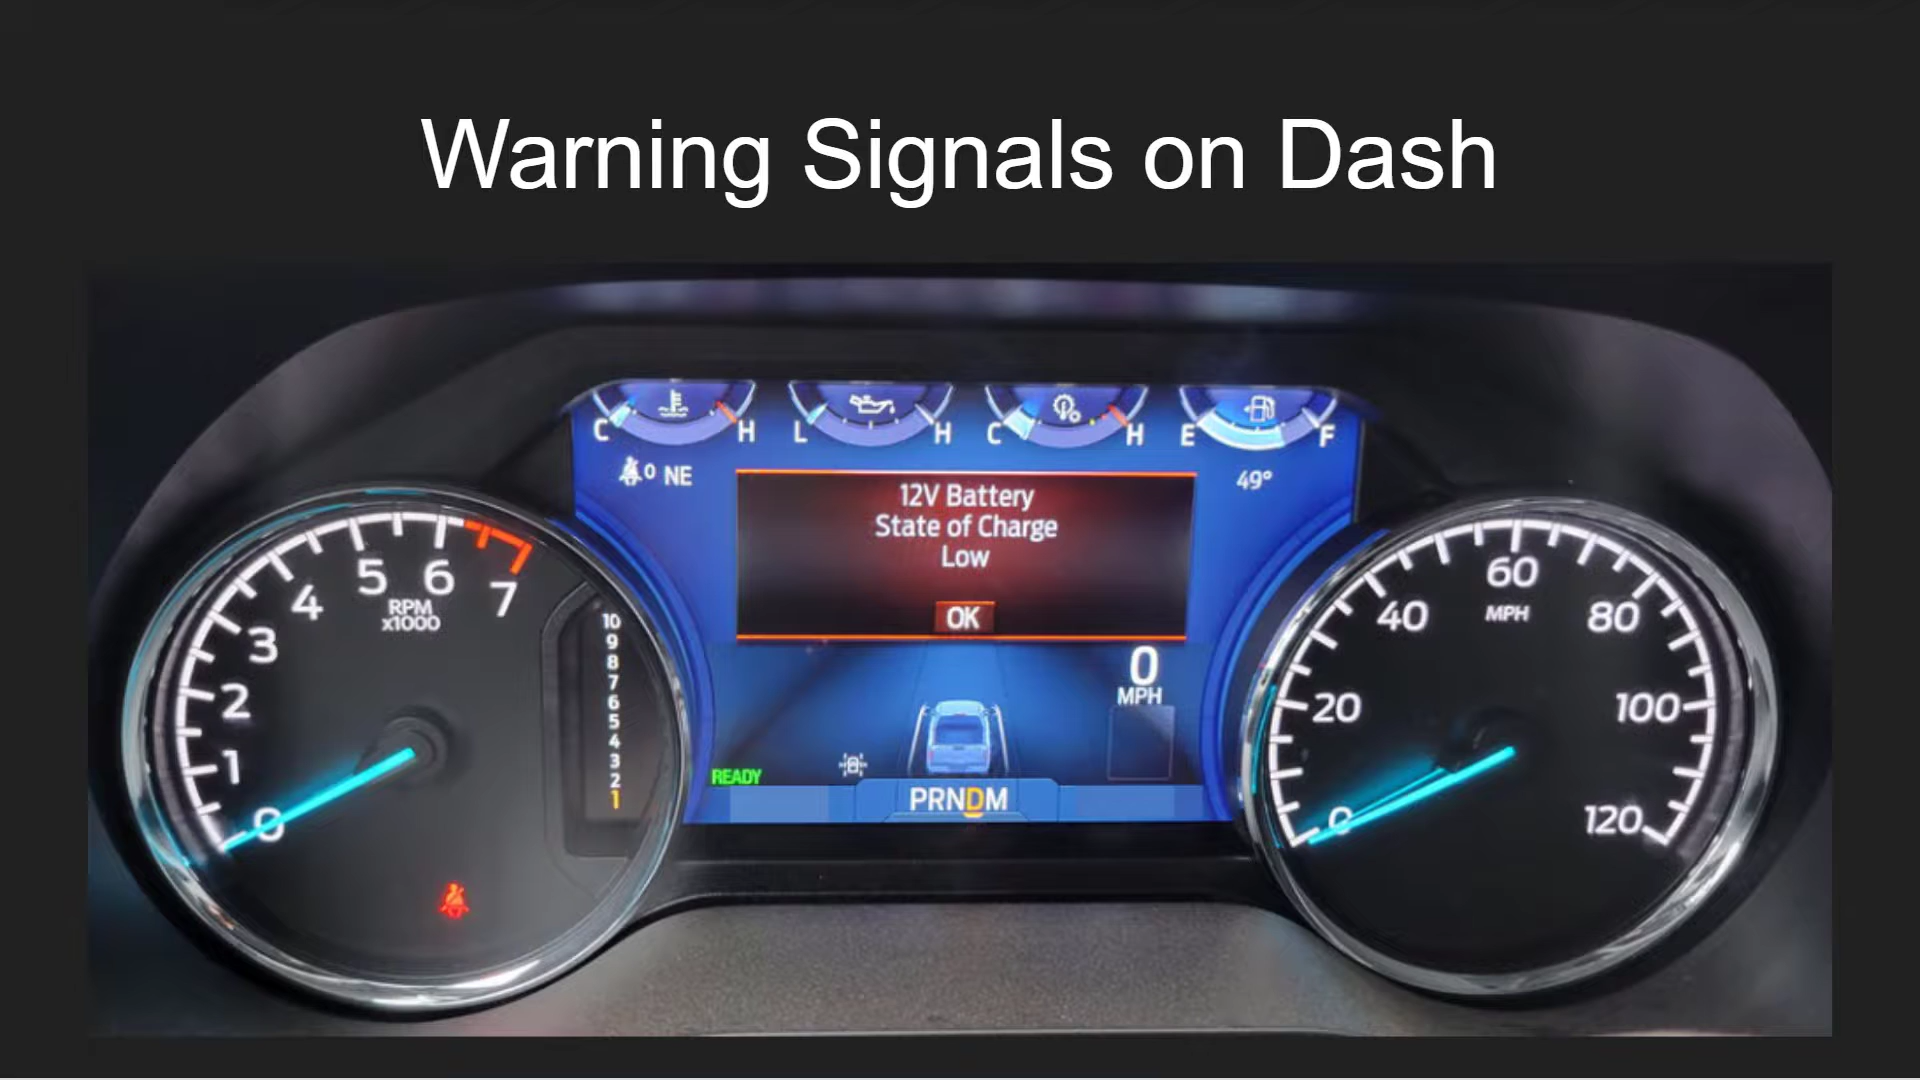 Warning Signals on Dash
C H L H C H E F
0 NE
49°
12V Battery
State of Charge
Low
OK
0
MPH
READY
PRNDM
0 1 2 3 4 5 6 7
RPM
x1000
10
9
8
7
6
5
4
3
2
1
0 20 40 60 80 100 120
MPH